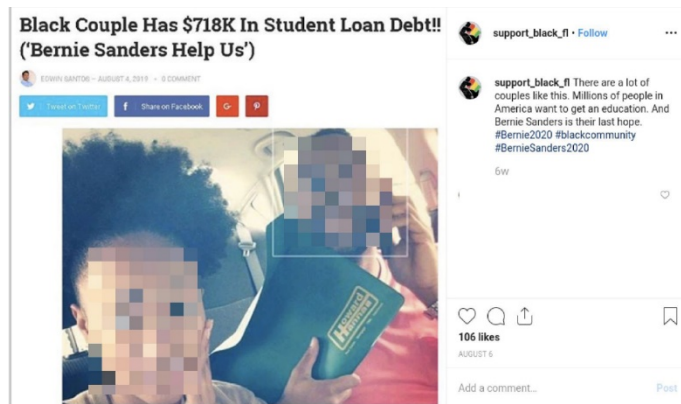 Black Couple Has $718K In Student Loan Debt!!
('Bernie Sanders Help Us')
EDWIN SANTOS – AUGUST 4, 2019 • 0 COMMENT
Tweet on Twitter
Share on Facebook
Howard
Hanna
support_black_fl • Follow
support_black_fl There are a lot of
couples like this. Millions of people in
America want to get an education. And
Bernie Sanders is their last hope.
#Bernie2020 #blackcommunity
#BernieSanders2020
6w
106 likes
AUGUST 6
Add a comment...
Post